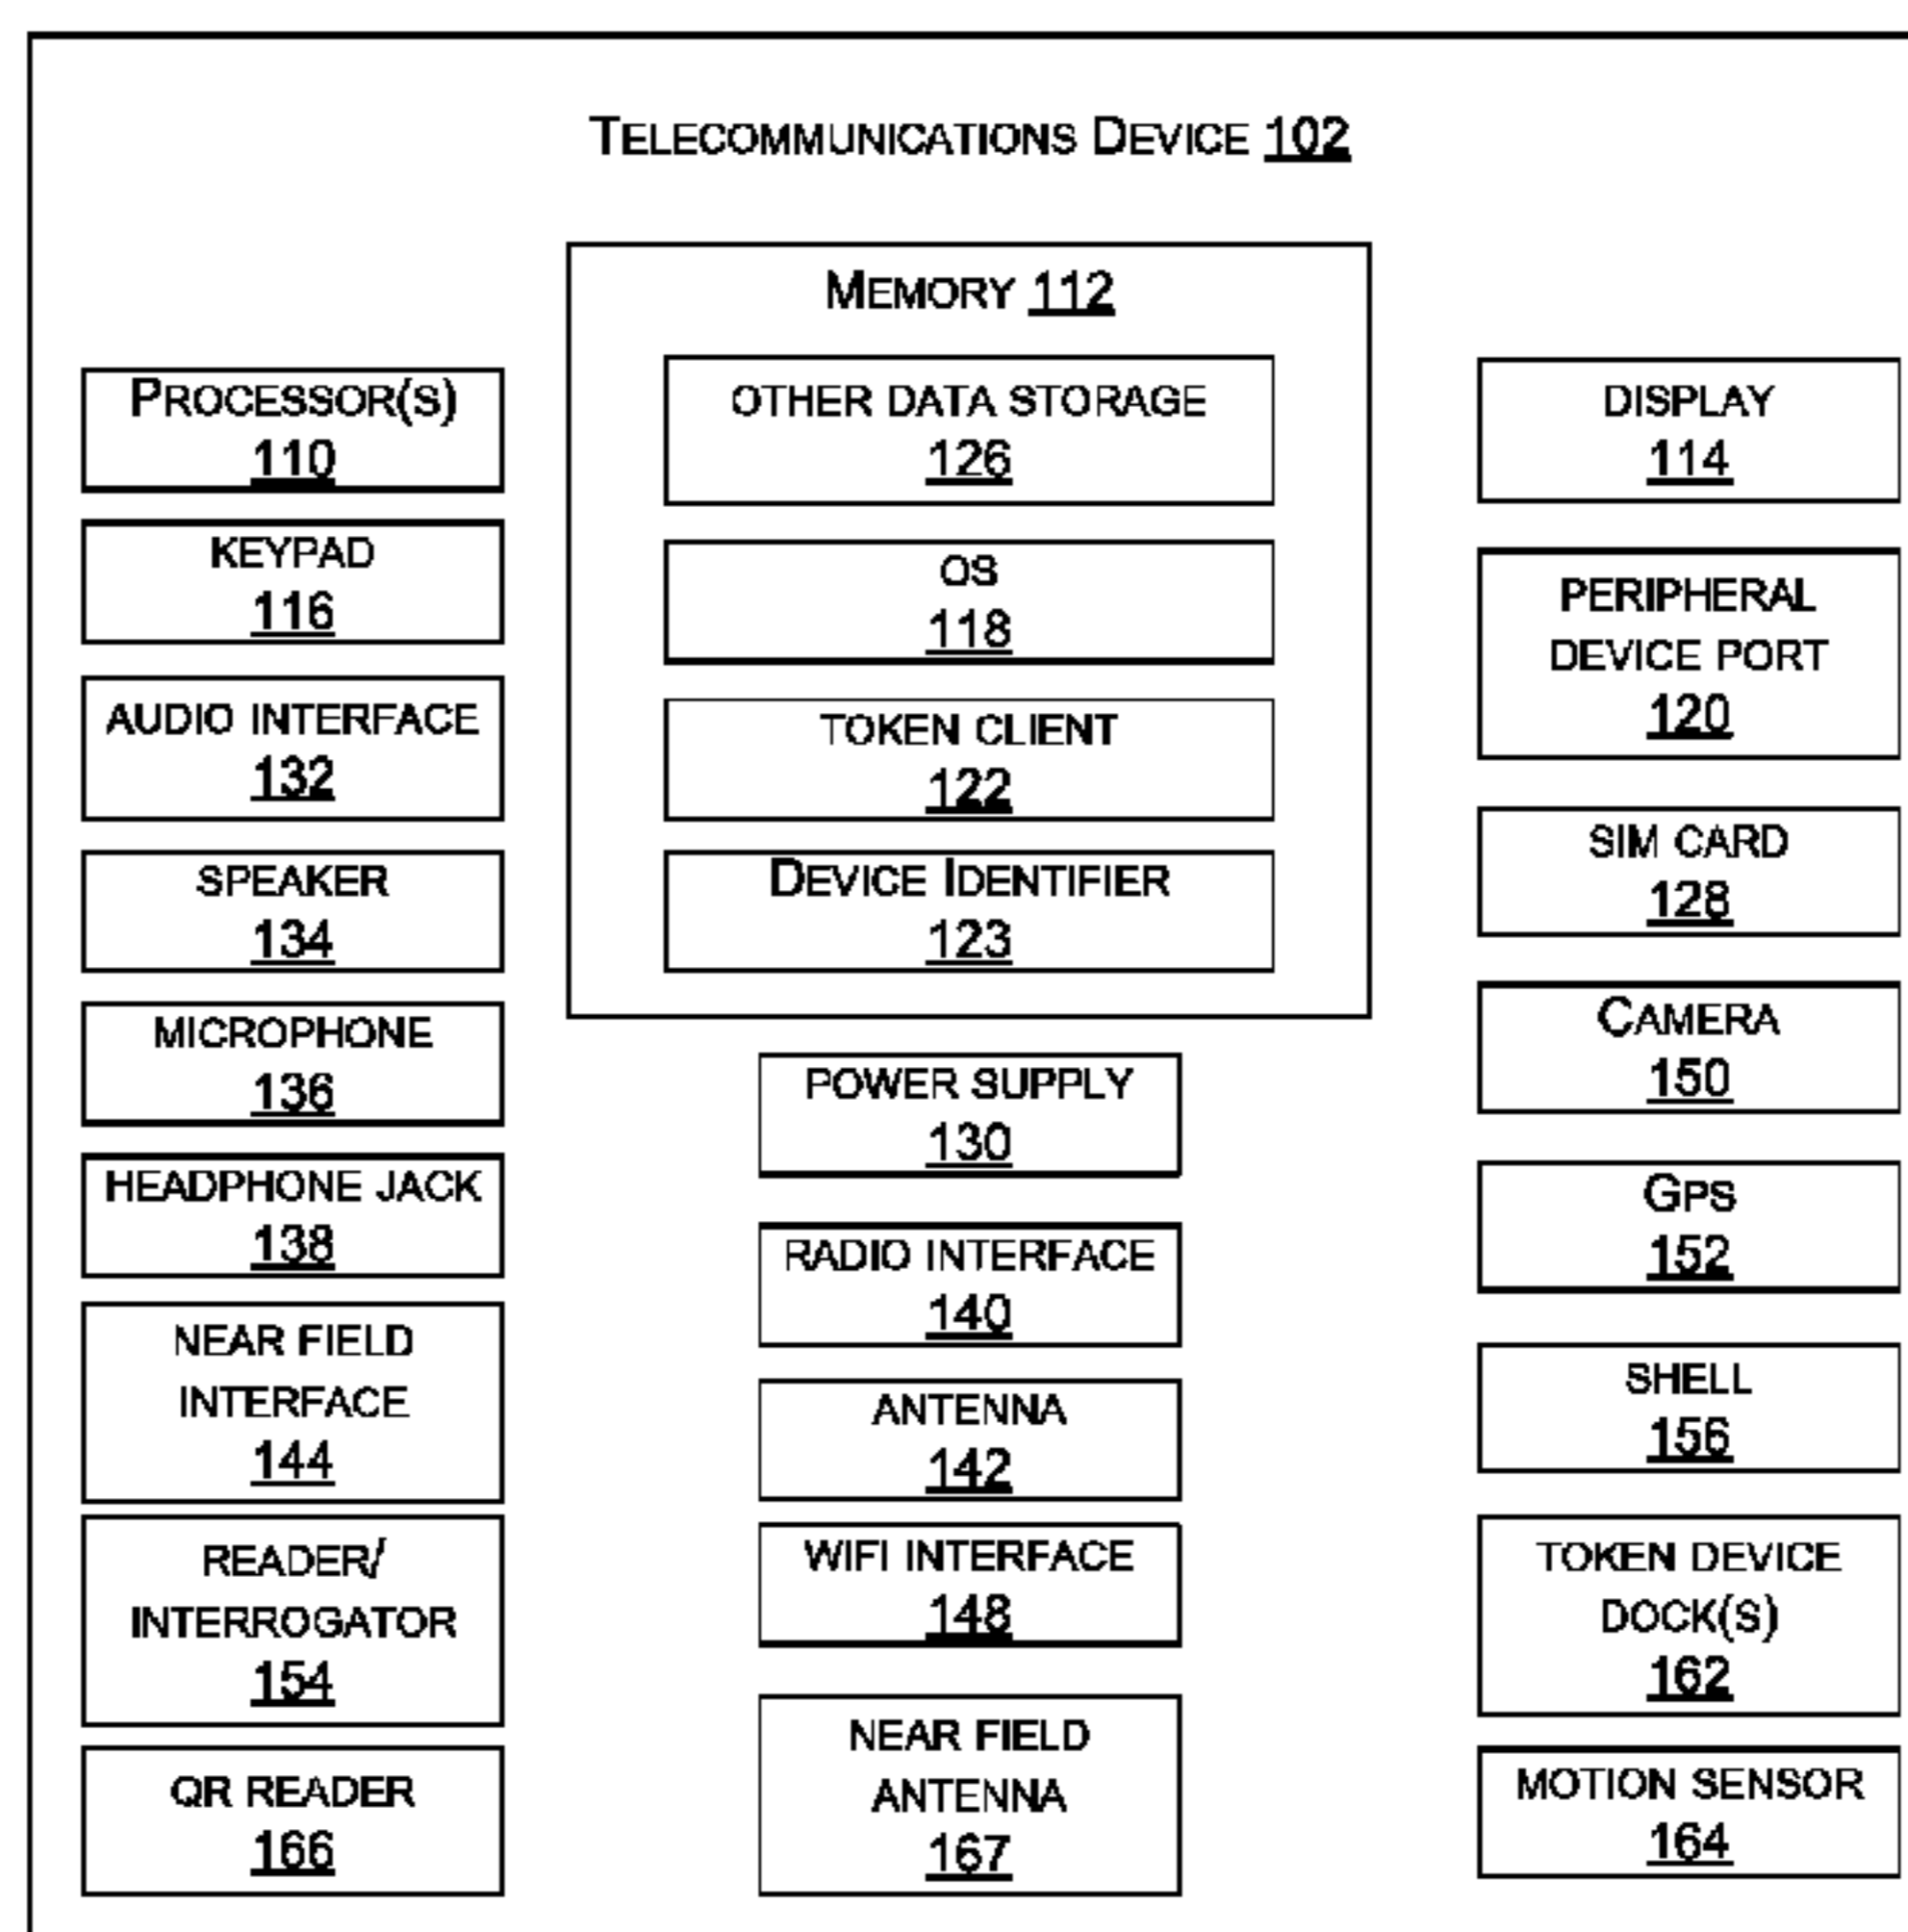 TELECOMMUNICATIONS DEVICE 102
MEMORY 112
PROCESSOR(S)
110
KEYPAD
116
AUDIO INTERFACE
132
SPEAKER
134
MICROPHONE
136
HEADPHONE JACK
138
NEAR FIELD
INTERFACE
144
READER/
INTERROGATOR
154
QR READER
166
OTHER DATA STORAGE
126
OS
118
TOKEN CLIENT
122
DEVICE IDENTIFIER
123
POWER SUPPLY
130
RADIO INTERFACE
140
ANTENNA
142
WIFI INTERFACE
148
NEAR FIELD
ANTENNA
167
DISPLAY
114
PERIPHERAL
DEVICE PORT
120
SIM CARD
128
CAMERA
150
GPS
152
SHELL
156
TOKEN DEVICE
DOCK(S)
162
MOTION SENSOR
164